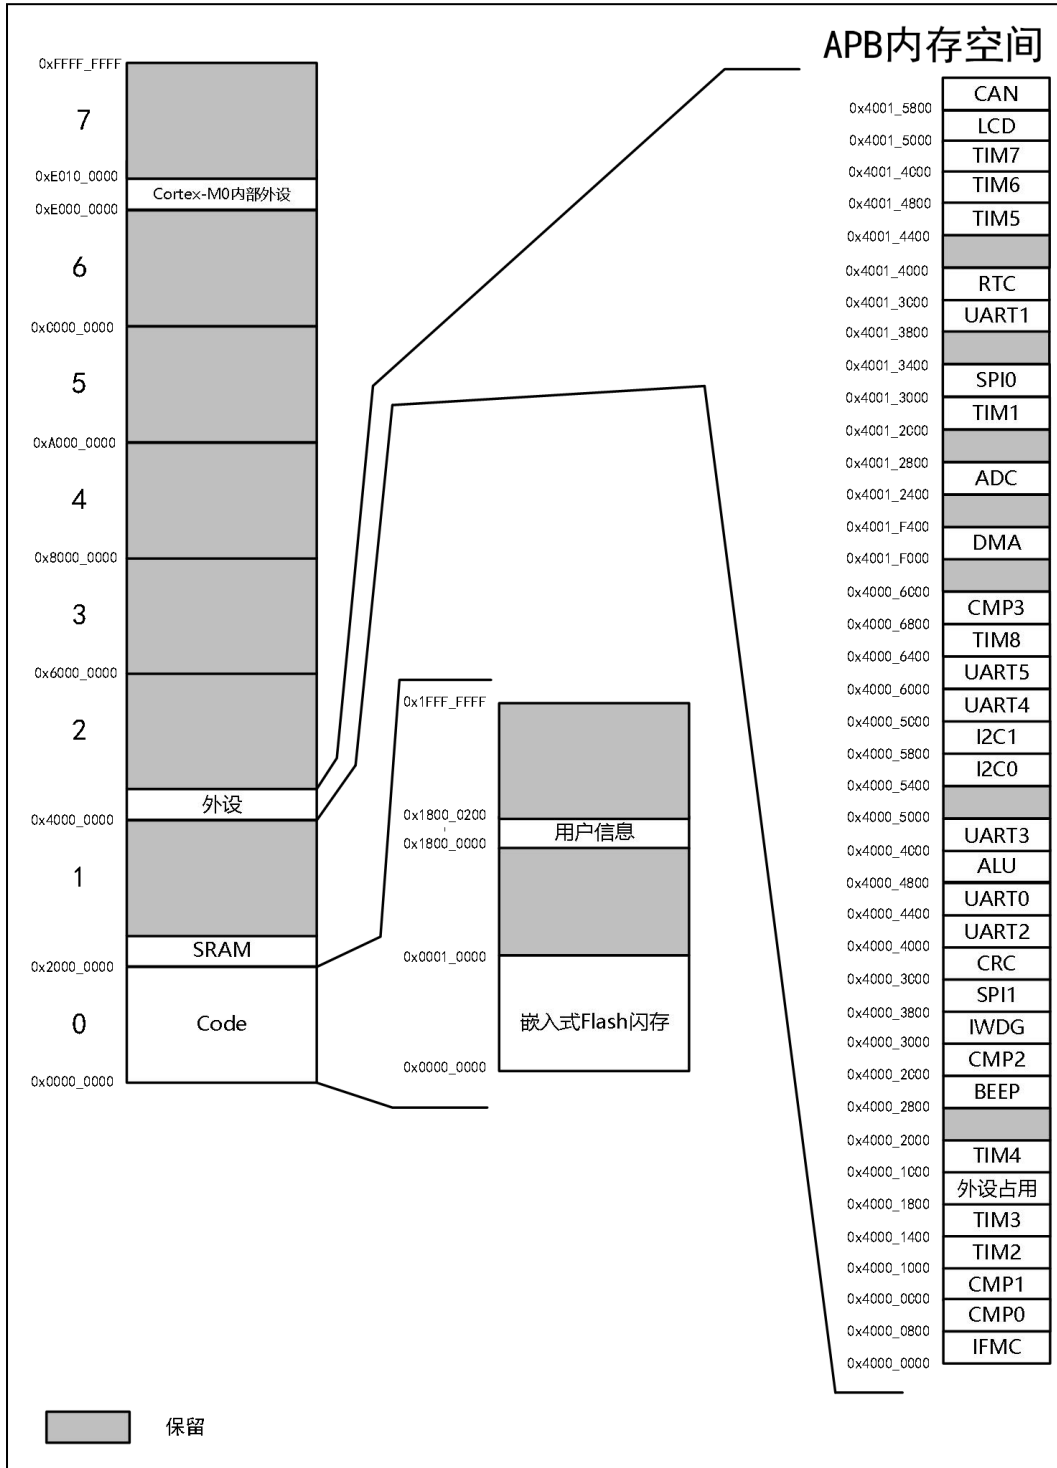 APB内存空间
0xFFFF_FFFF
7
0xE010_0000
Cortex-M0内部外设
0xE000_0000
6
0xC000_0000
5
0xA000_0000
4
0x8000_0000
3
0x6000_0000
2
外设
0x4000_0000
1
SRAM
0x2000_0000
0
Code
0x0000_0000
0x1FFF_FFFF
0x1800_0200
-
用户信息
0x1800_0000
0x0001_0000
嵌入式Flash闪存
0x0000_0000
CAN
0x4001_5800
LCD
0x4001_5000
TIM7
0x4001_4C00
TIM6
0x4001_4800
TIM5
0x4001_4400
0x4001_4000
RTC
0x4001_3C00
UART1
0x4001_3800
0x4001_3400
SPI0
0x4001_3000
TIM1
0x4001_2C00
0x4001_2800
ADC
0x4001_2400
0x4001_F400
DMA
0x4001_F000
0x4000_6C00
CMP3
0x4000_6800
TIM8
0x4000_6400
UART5
0x4000_6000
UART4
0x4000_5C00
I2C1
0x4000_5800
I2C0
0x4000_5400
0x4000_5000
UART3
0x4000_4C00
ALU
0x4000_4800
UART0
0x4000_4400
UART2
0x4000_4000
CRC
0x4000_3C00
SPI1
0x4000_3800
IWDG
0x4000_3000
CMP2
0x4000_2C00
BEEP
0x4000_2800
0x4000_2000
TIM4
0x4000_1C00
外设占用
0x4000_1800
TIM3
0x4000_1400
TIM2
0x4000_1000
CMP1
0x4000_0C00
CMP0
0x4000_0800
IFMC
0x4000_0000
保留